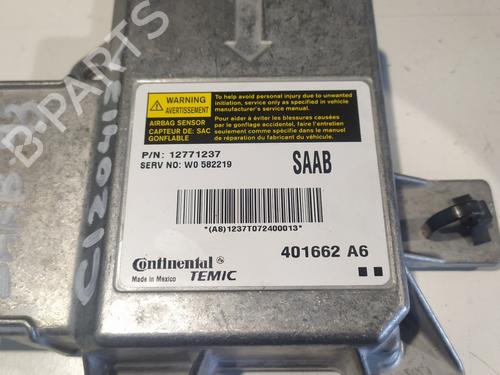 B-PARTS
WARNING
AVERTISSEMENT
To help avoid personal injury due to unwanted
initiation, service only as specified in vehicle
manufacturer's service manual.
AIRBAG SENSOR
CAPTEUR DE: SAC
GONFLABLE
Pour aider à éviter les blessures causées
par le gonflage accidentel, faire l'entretien
seulement comme spécifié dans le manuel
de réparation du fabricant du véhicule.
P/N: 12771237
SERV NO: W0 582219
SAAB
*(A8)1237T072400013*
401662 A6
Continental
TEMIC
Made in Mexico